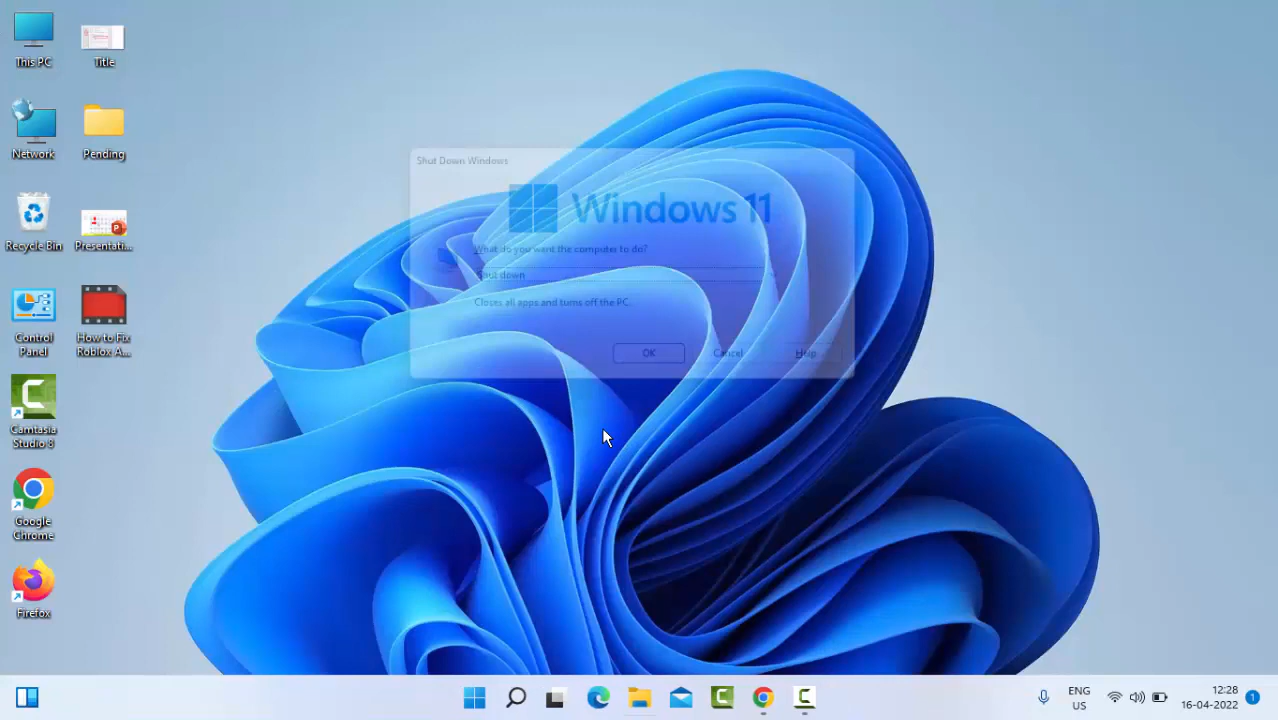 This PC
Title
Network
Pending
Recycle Bin
Presentati...
Control
Panel
How to Fix
Roblox A...
Camtasia
Studio 8
Google
Chrome
Firefox
Shut Down Windows
Windows 11
What do you want the computer to do?
Shut down
Closes all apps and turns off the PC.
OK
Cancel
Help
ENG
US
12:28
16-04-2022
1